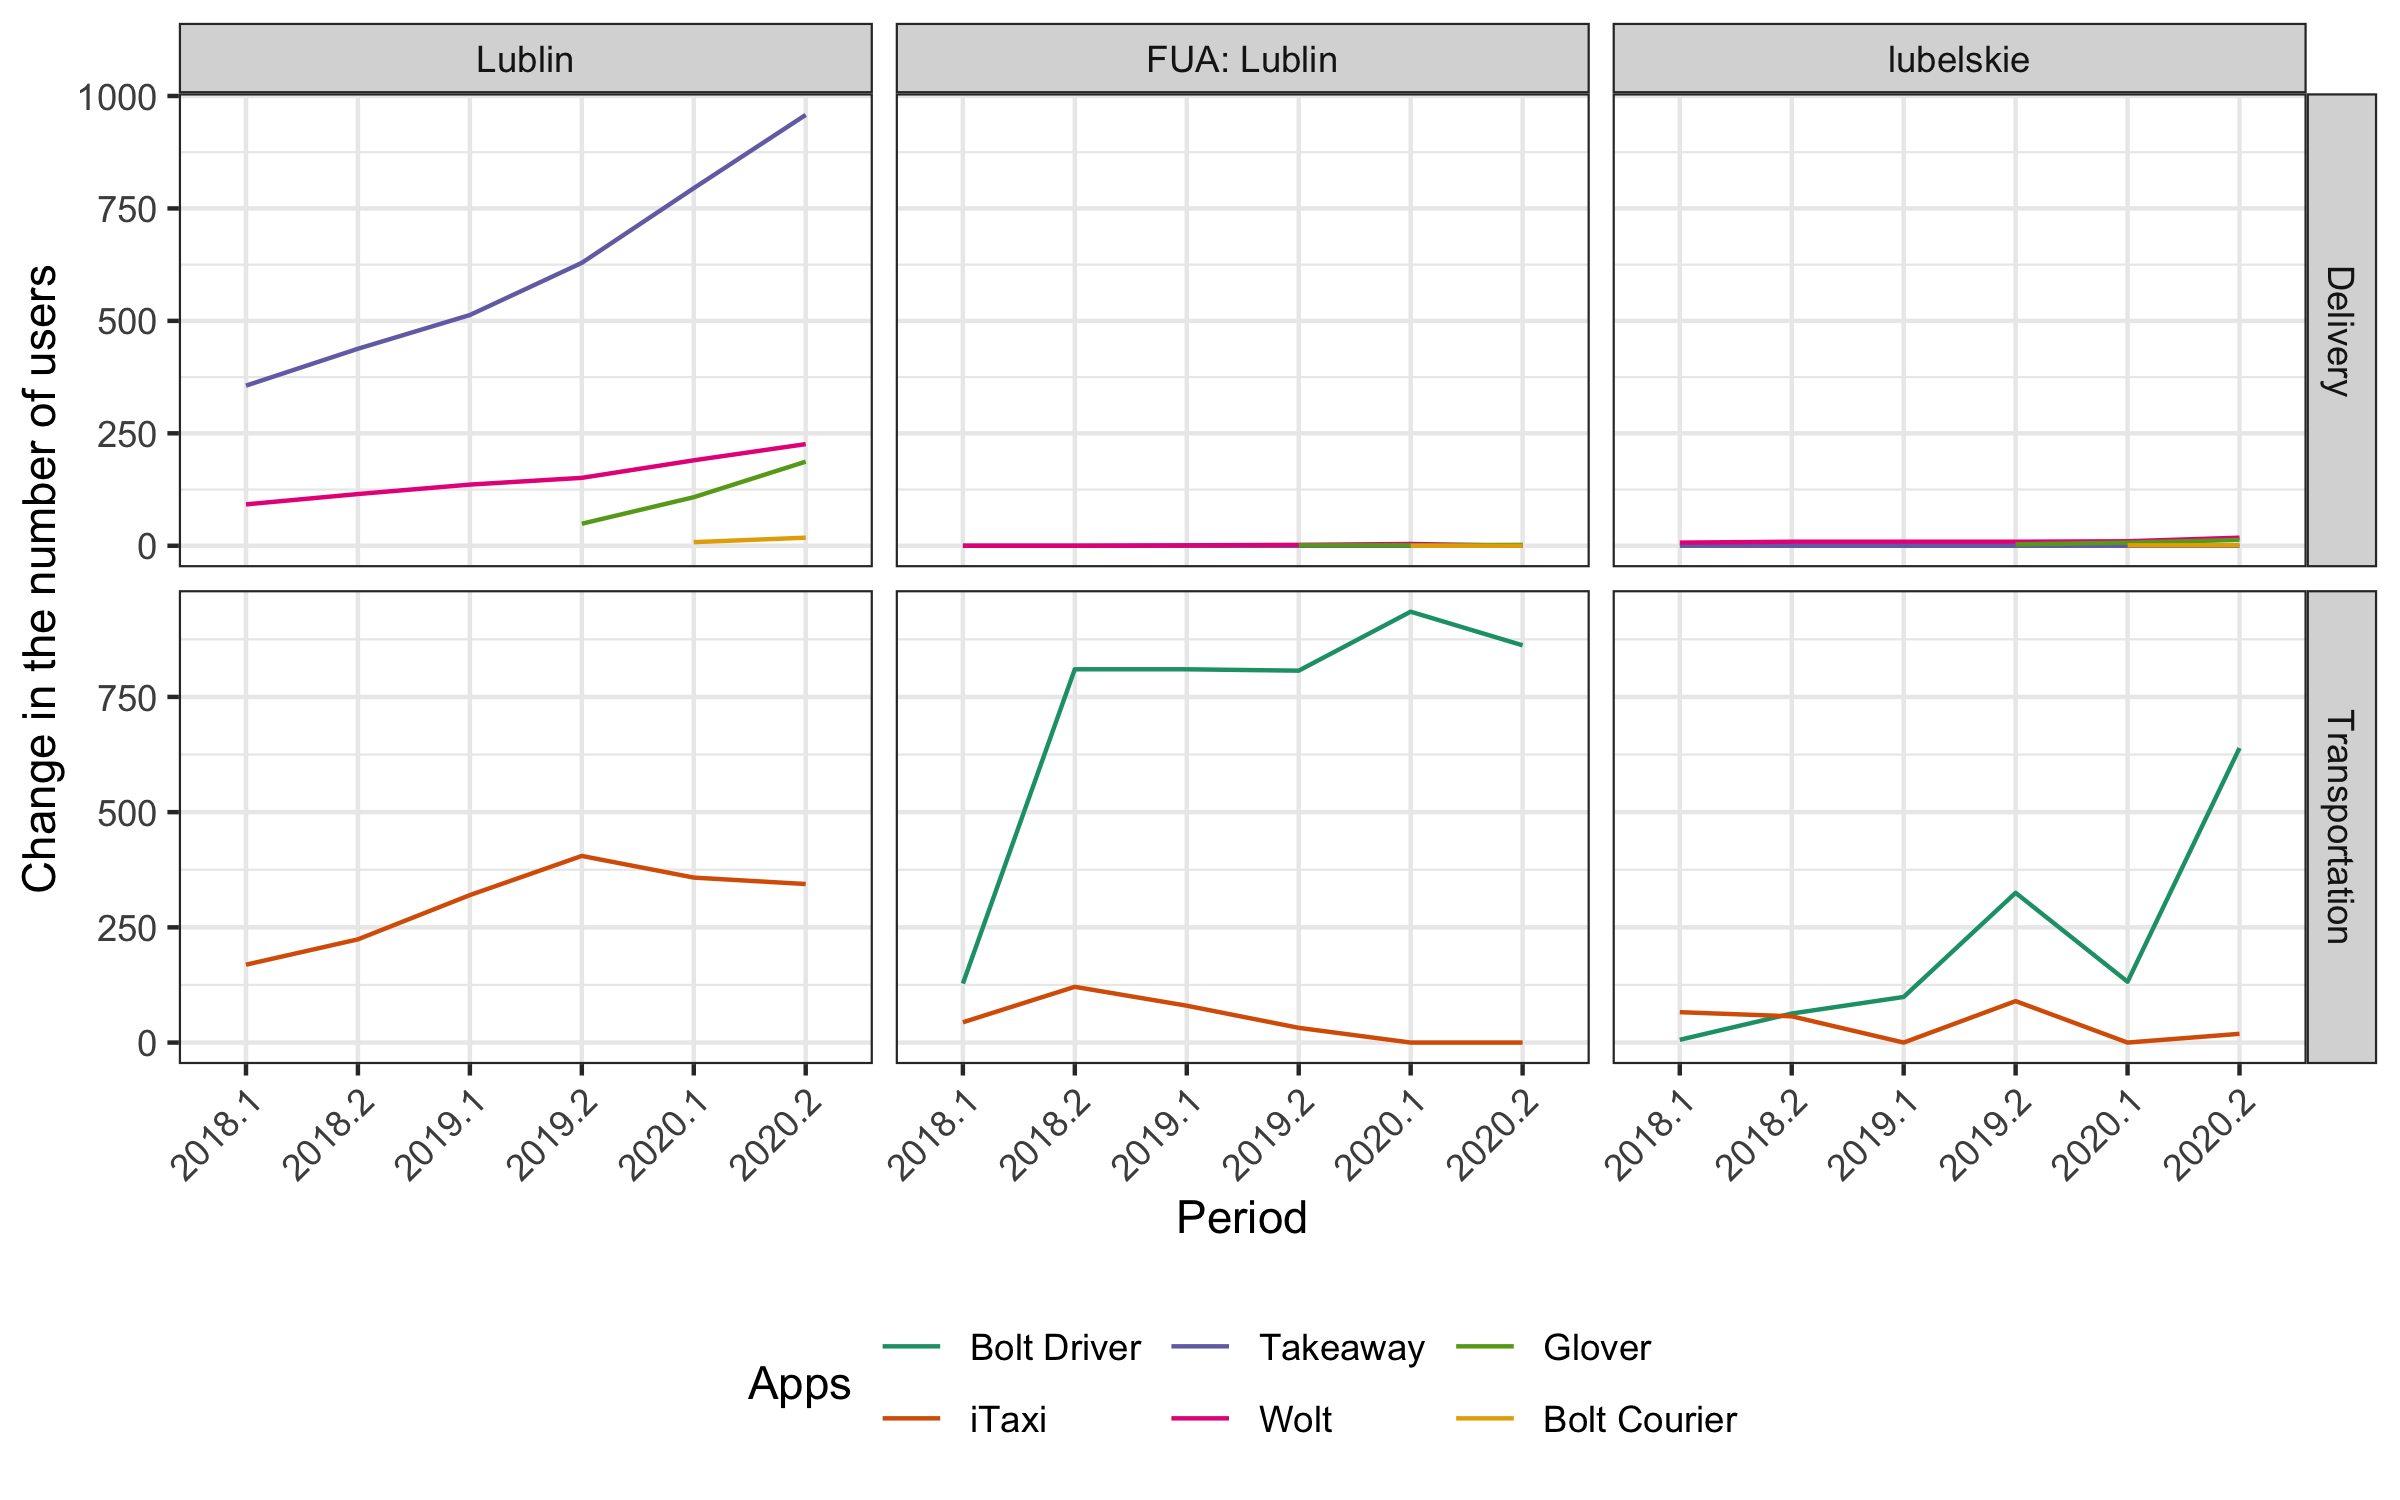 Lublin
FUA: Lublin
lubelskie
Change in the number of users
1000
750
500
250
0
Delivery
750
500
250
0
Transportation
2018.1
2018.2
2019.1
2019.2
2020.1
2020.2
2018.1
2018.2
2019.1
2019.2
2020.1
2020.2
2018.1
2018.2
2019.1
2019.2
2020.1
2020.2
Period
Apps
Bolt Driver
Takeaway
Glover
iTaxi
Wolt
Bolt Courier